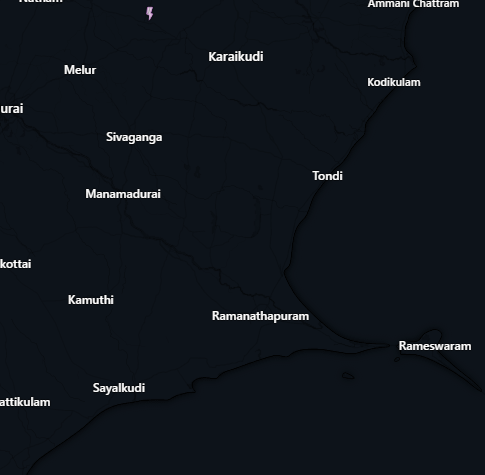 Ammani Chattram
Karaikudi
Melur
Kodikulam
urai
Sivaganga
Tondi
Manamadurai
kottai
Kamuthi
Ramanathapuram
Rameswaram
Sayalkudi
attikulam